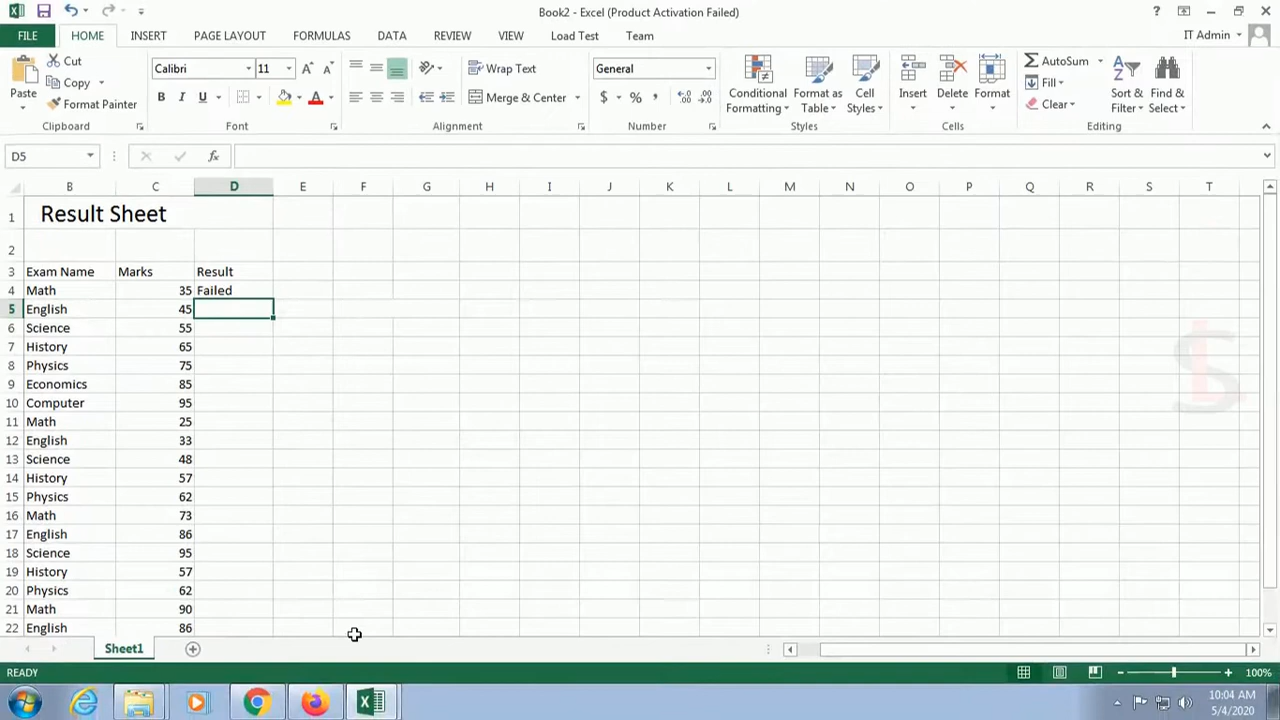 Book2 - Excel (Product Activation Failed)
FILE HOME INSERT PAGE LAYOUT FORMULAS DATA REVIEW VIEW Load Test Team IT Admin
Cut
Copy
Format Painter
Paste
Clipboard
Calibri 11
B I U
Font
Wrap Text
Merge & Center
Alignment
General
$ % ,
Number
Conditional Formatting
Format as Table
Cell Styles
Styles
Insert Delete Format
Cells
AutoSum
Fill
Clear
Sort & Filter
Find & Select
Editing
D5 fx
B C D E F G H I J K L M N O P Q R S T
1 Result Sheet
2
3 Exam Name Marks Result
4 Math 35 Failed
5 English 45
6 Science 55
7 History 65
8 Physics 75
9 Economics 85
10 Computer 95
11 Math 25
12 English 33
13 Science 48
14 History 57
15 Physics 62
16 Math 73
17 English 86
18 Science 95
19 History 57
20 Physics 62
21 Math 90
22 English 86
Sheet1
READY 100%
10:04 AM
5/4/2020